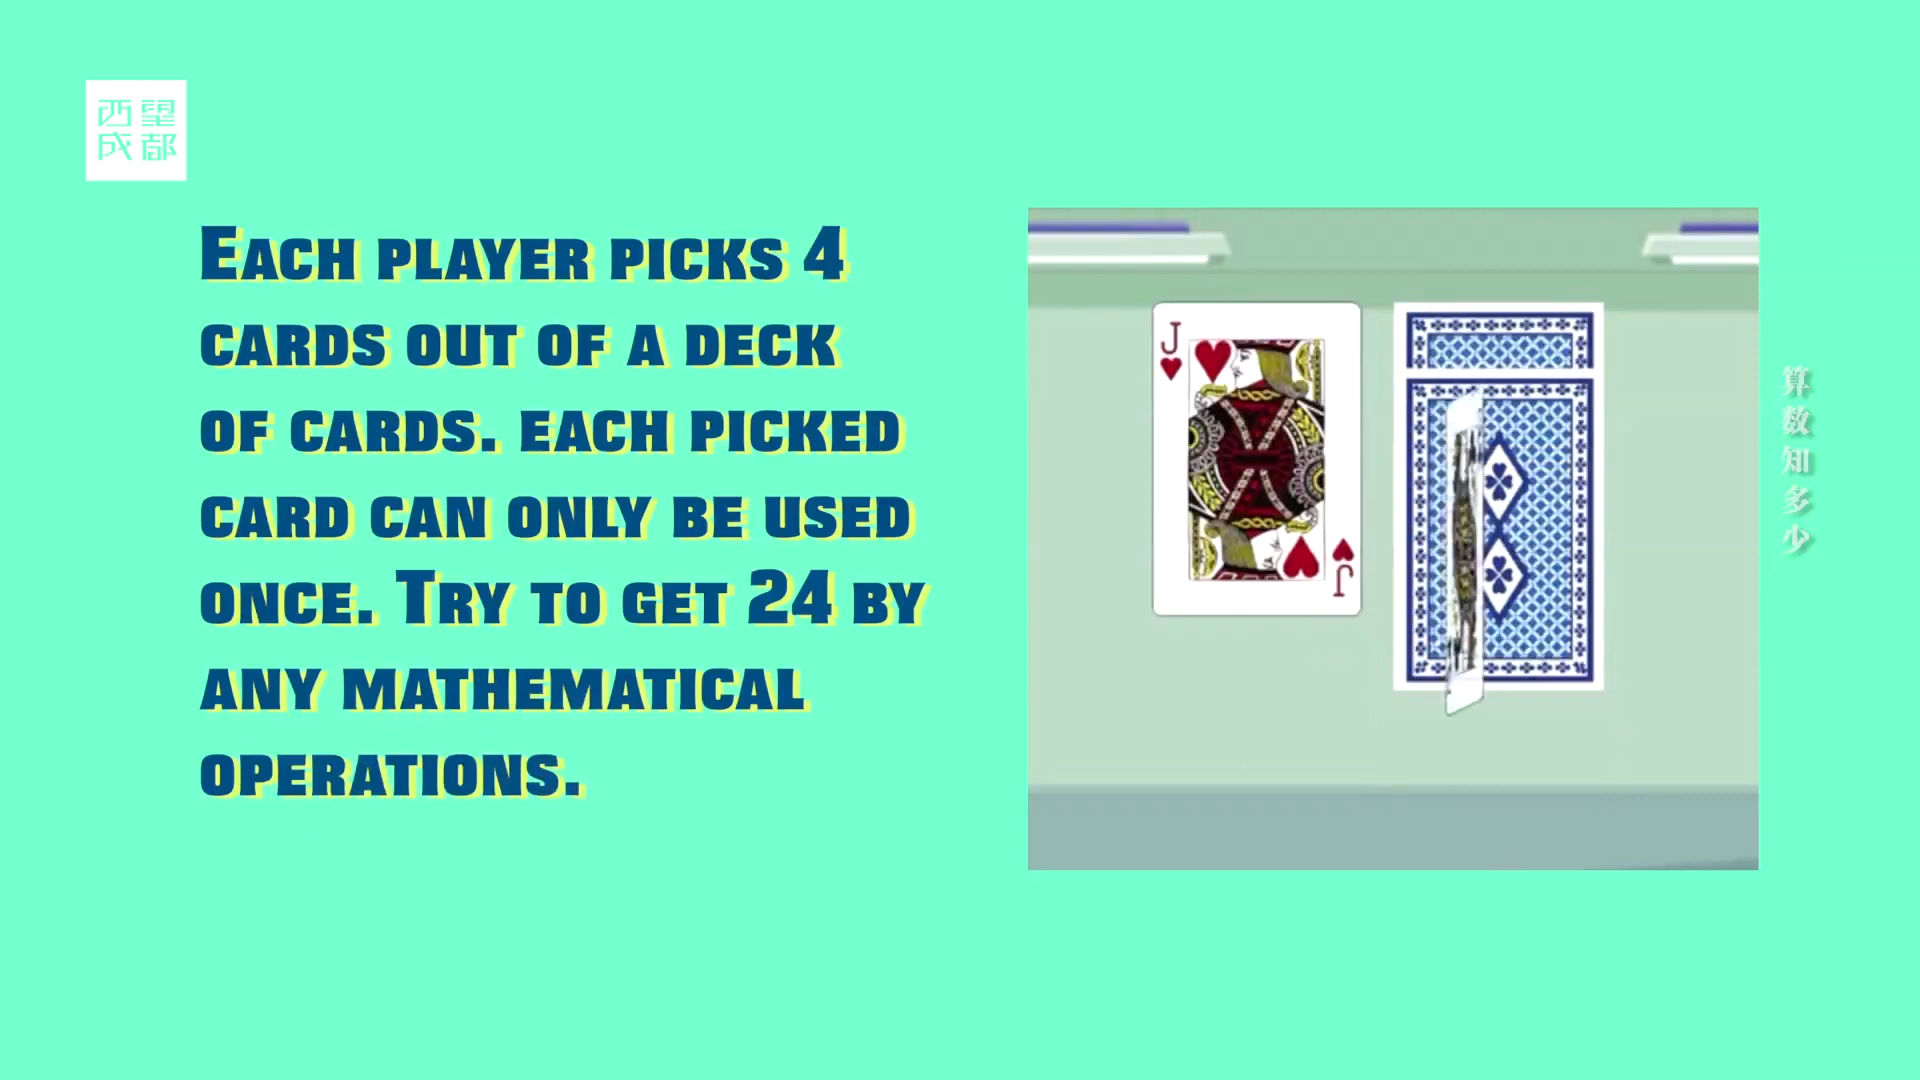 西望
成都
EACH PLAYER PICKS 4
CARDS OUT OF A DECK
OF CARDS. EACH PICKED
CARD CAN ONLY BE USED
ONCE. TRY TO GET 24 BY
ANY MATHEMATICAL
OPERATIONS.
J
J
算数知多少